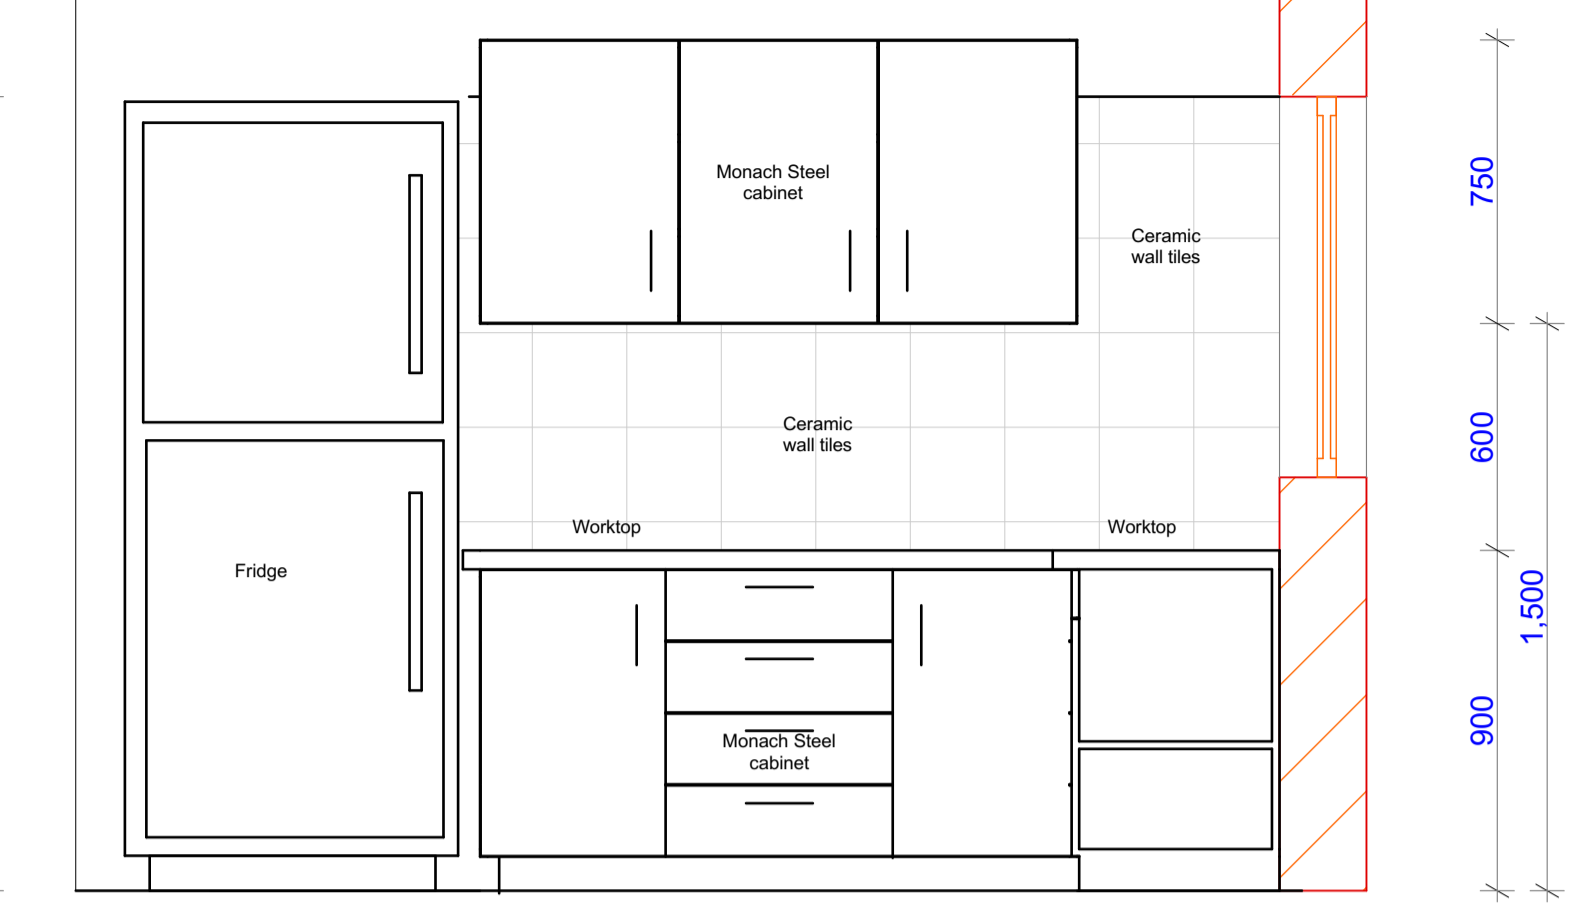 Monach Steel
cabinet
750
Ceramic
wall tiles
Ceramic
wall tiles
600
Worktop
Worktop
Fridge
1,500
900
Monach Steel
cabinet